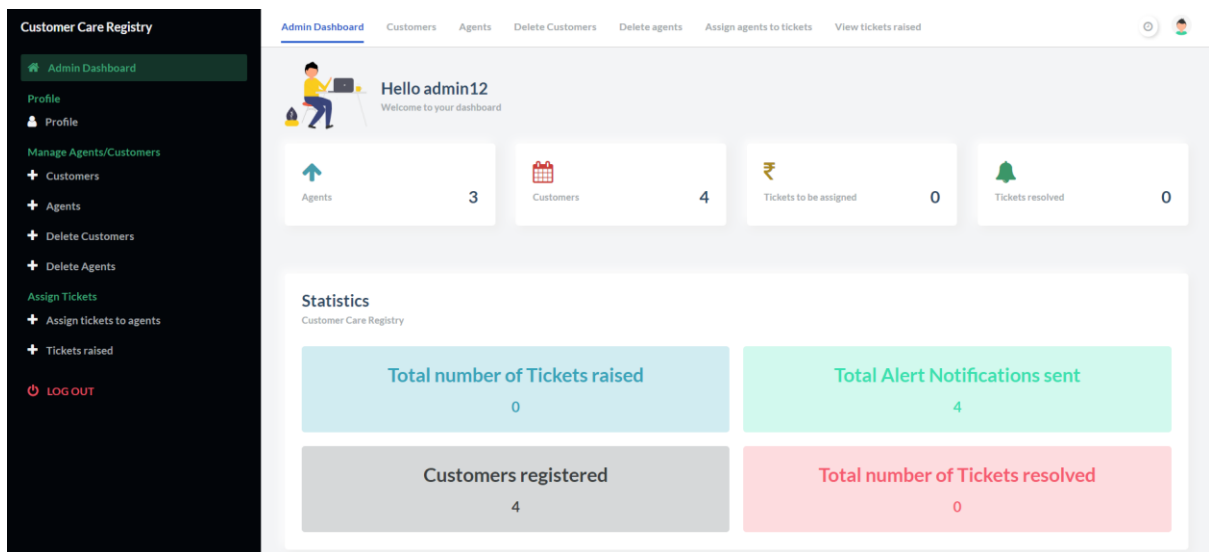 Customer Care Registry
Admin Dashboard
Profile
Profile
Manage Agents/Customers
Customers
Agents
Delete Customers
Delete Agents
Assign Tickets
Assign tickets to agents
Tickets raised
LOG OUT
Admin Dashboard Customers Agents Delete Customers Delete agents Assign agents to tickets View tickets raised
Hello admin12
Welcome to your dashboard
₹
Agents 3 Customers 4 Tickets to be assigned 0 Tickets resolved 0
Statistics
Customer Care Registry
Total number of Tickets raised
0
Total Alert Notifications sent
4
Customers registered
4
Total number of Tickets resolved
0